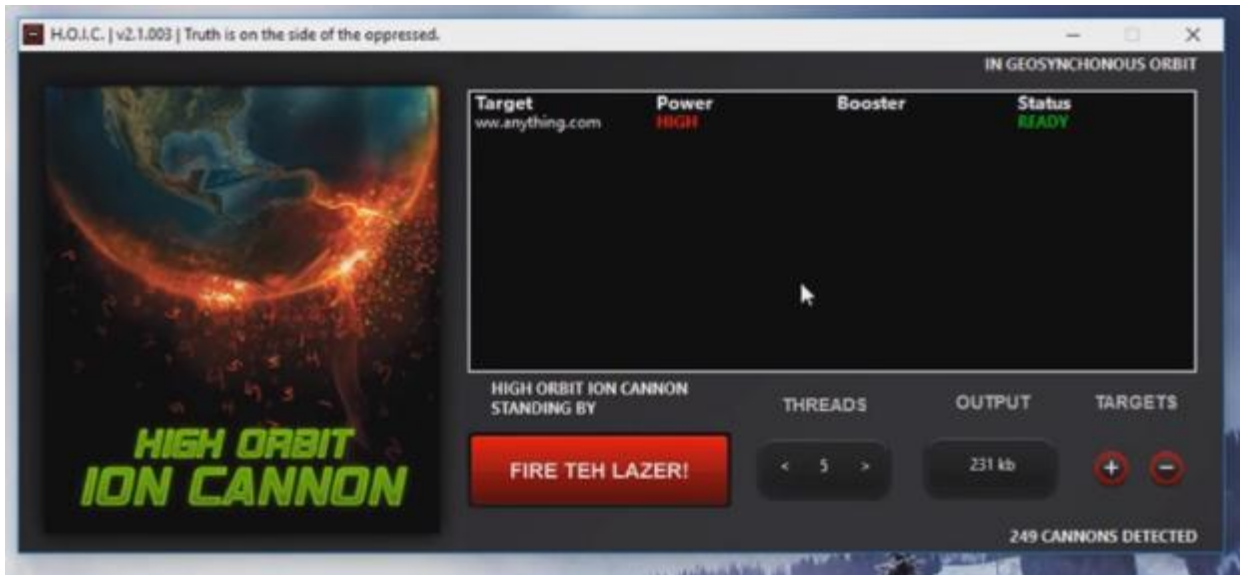 H.O.I.C. | v2.1.003 | Truth is on the side of the oppressed.
IN GEOSYNCHONOUS ORBIT
Target Power Booster Status
ww.anything.com HIGH READY
HIGH ORBIT ION CANNON
STANDING BY
THREADS OUTPUT TARGETS
FIRE TEH LAZER! < 5 > 231 kb + −
HIGH ORBIT
ION CANNON
249 CANNONS DETECTED